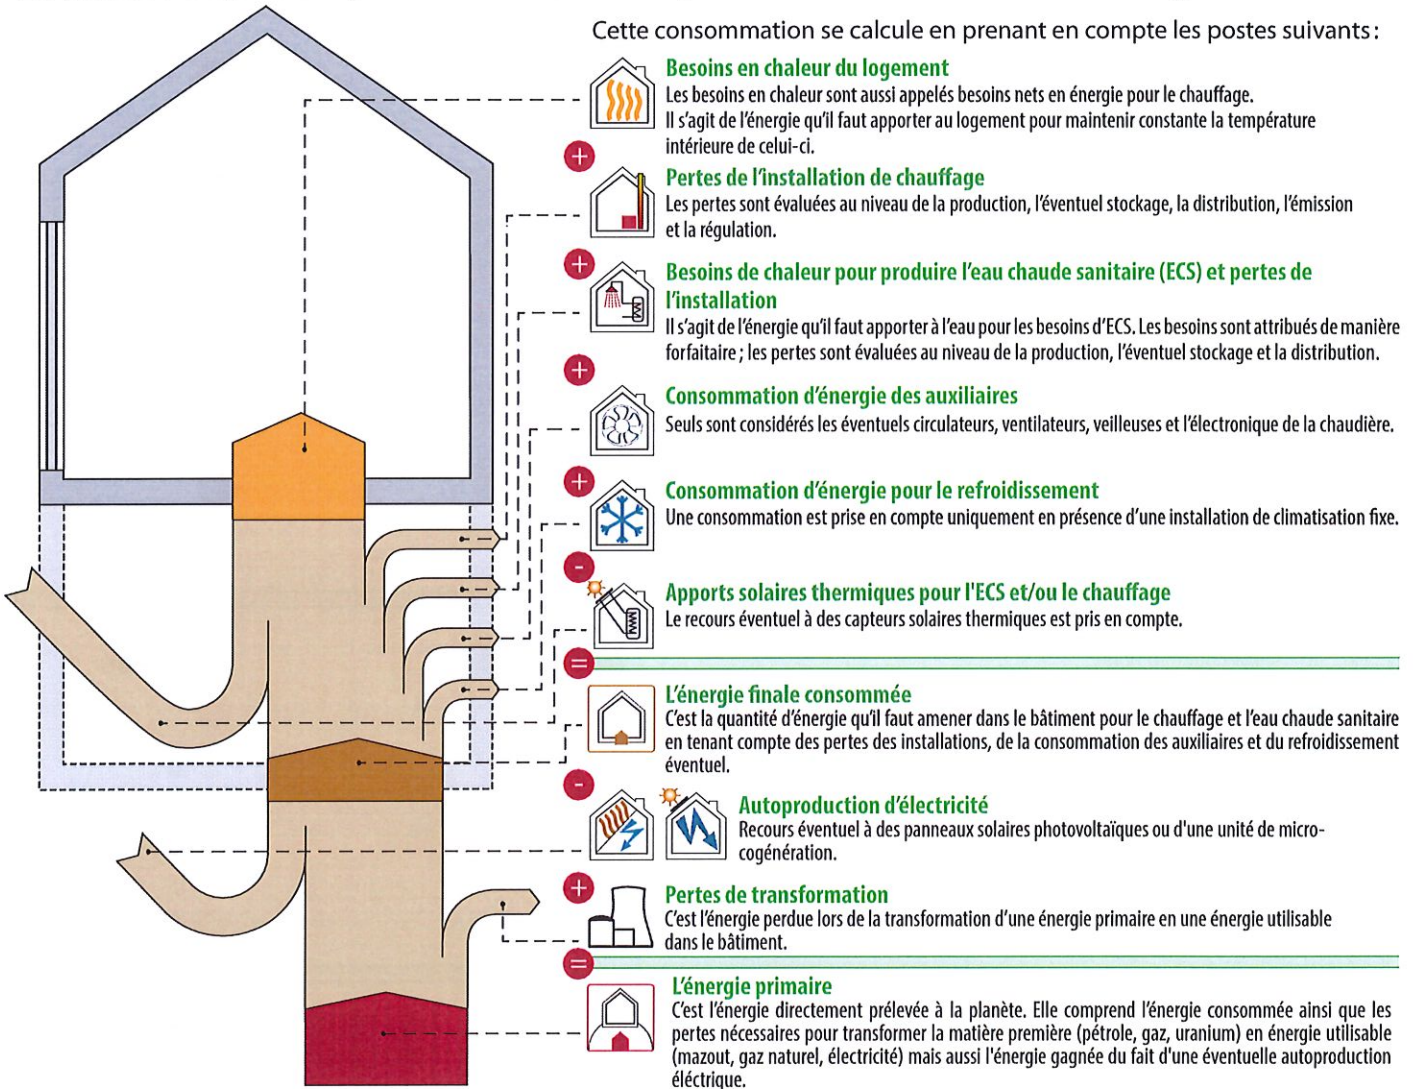 Cette consommation se calcule en prenant en compte les postes suivants :
Besoins en chaleur du logement
Les besoins en chaleur sont aussi appelés besoins nets en énergie pour le chauffage.
Il s'agit de l'énergie qu'il faut apporter au logement pour maintenir constante la température
intérieure de celui-ci.
+
Pertes de l'installation de chauffage
Les pertes sont évaluées au niveau de la production, l'éventuel stockage, la distribution, l'émission
et la régulation.
+
Besoins de chaleur pour produire l'eau chaude sanitaire (ECS) et pertes de
l'installation
Il s'agit de l'énergie qu'il faut apporter à l'eau pour les besoins d'ECS. Les besoins sont attribués de manière
forfaitaire ; les pertes sont évaluées au niveau de la production, l'éventuel stockage et la distribution.
+
Consommation d'énergie des auxiliaires
Seuls sont considérés les éventuels circulateurs, ventilateurs, veilleuses et l'électronique de la chaudière.
+
Consommation d'énergie pour le refroidissement
Une consommation est prise en compte uniquement en présence d'une installation de climatisation fixe.
-
Apports solaires thermiques pour l'ECS et/ou le chauffage
Le recours éventuel à des capteurs solaires thermiques est pris en compte.
=
L'énergie finale consommée
C'est la quantité d'énergie qu'il faut amener dans le bâtiment pour le chauffage et l'eau chaude sanitaire
en tenant compte des pertes des installations, de la consommation des auxiliaires et du refroidissement
éventuel.
-
Autoproduction d'électricité
Recours éventuel à des panneaux solaires photovoltaïques ou d'une unité de micro-
cogénération.
+
Pertes de transformation
C'est l'énergie perdue lors de la transformation d'une énergie primaire en une énergie utilisable
dans le bâtiment.
=
L'énergie primaire
C'est l'énergie directement prélevée à la planète. Elle comprend l'énergie consommée ainsi que les
pertes nécessaires pour transformer la matière première (pétrole, gaz, uranium) en énergie utilisable
(mazout, gaz naturel, électricité) mais aussi l'énergie gagnée du fait d'une éventuelle autoproduction
éléctrique.